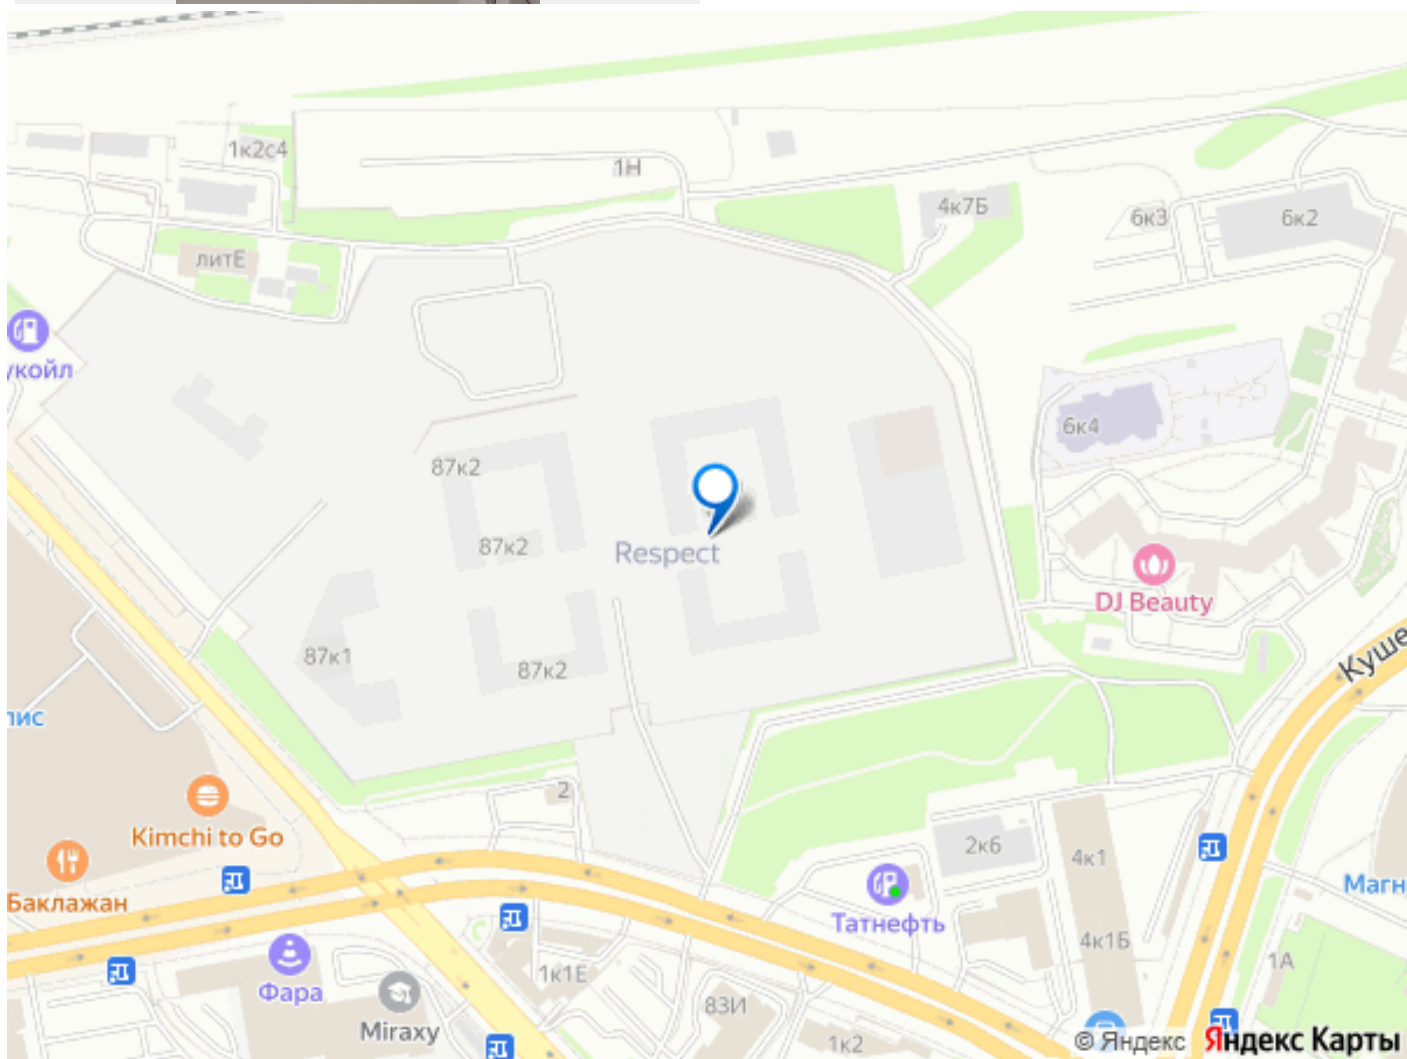 1к2с4
1Н
4к7Б
6к3
6к2
литЕ
укойл
6к4
87к2
87к2
Respect
DJ Beauty
87к1
87к2
Куше
лис
2
Kimchi to Go
2к6
4к1
Магн
Баклажан
Татнефть
4к1Б
1А
Фара
1к1Е
83И
Miraxy
1к2
© Яндекс Яндекс Карты